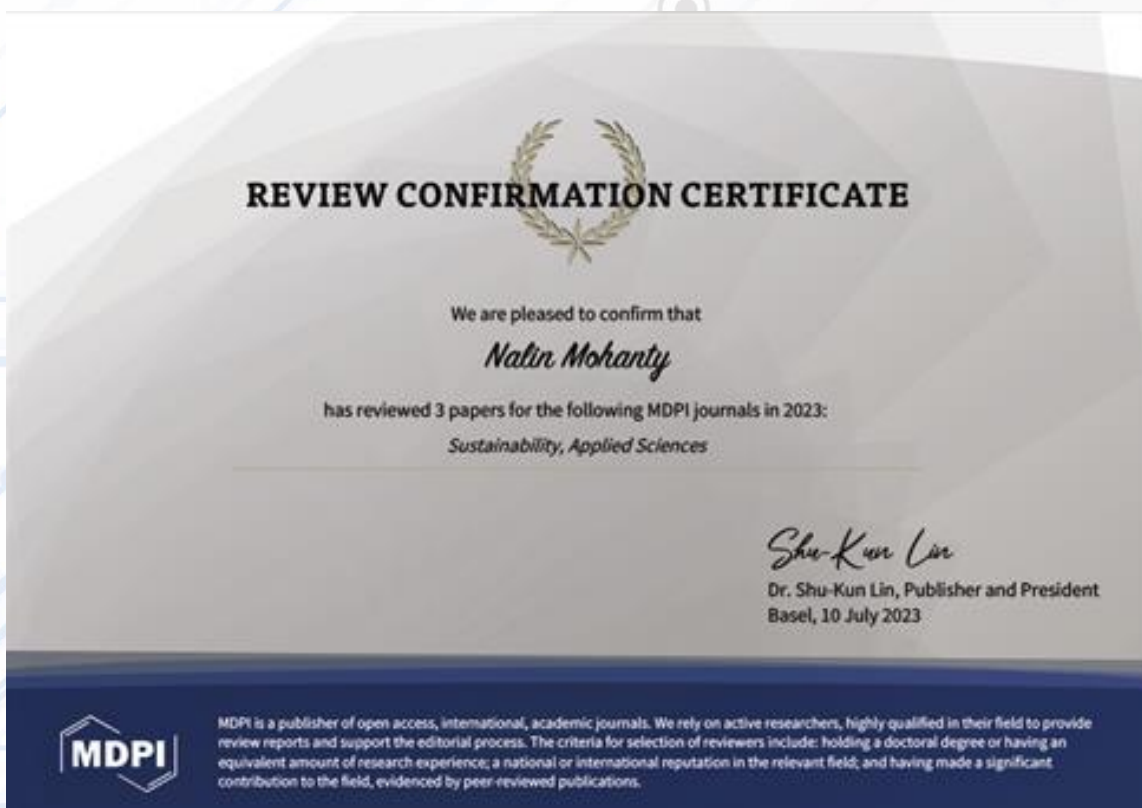 REVIEW CONFIRMATION CERTIFICATE
We are pleased to confirm that
Nalin Mohanty
has reviewed 3 papers for the following MDPI journals in 2023:
Sustainability, Applied Sciences
Shu-Kun Lin
Dr. Shu-Kun Lin, Publisher and President
Basel, 10 July 2023
MDPI
MDPI is a publisher of open access, international, academic journals. We rely on active researchers, highly qualified in their field to provide
review reports and support the editorial process. The criteria for selection of reviewers include: holding a doctoral degree or having an
equivalent amount of research experience; a national or international reputation in the relevant field; and having made a significant
contribution to the field, evidenced by peer-reviewed publications.